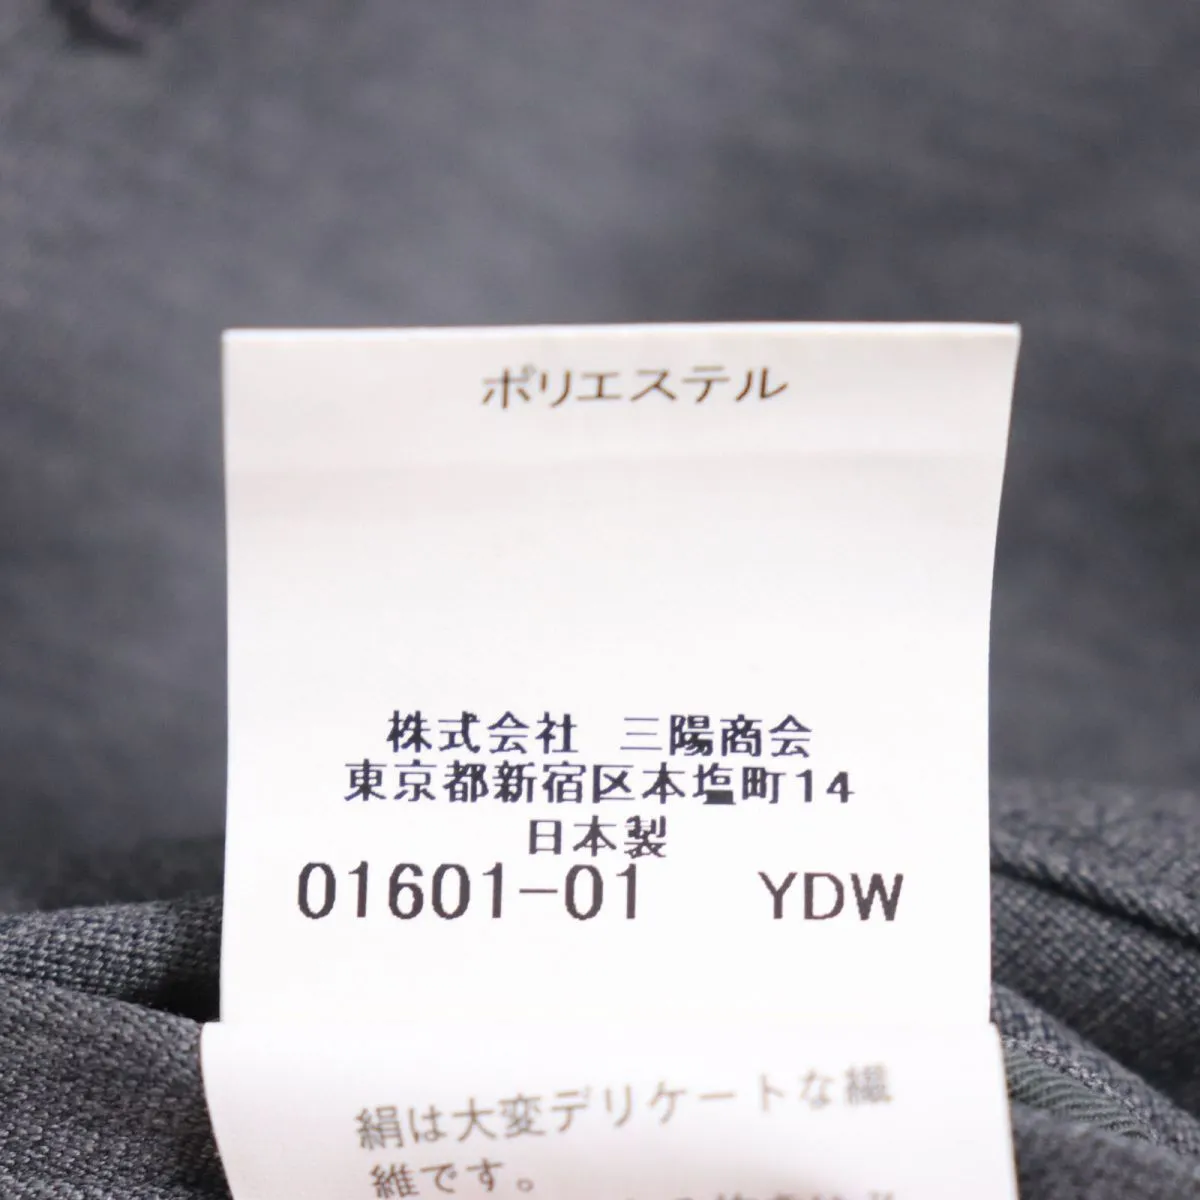 ポリエステル
株式会社 三陽商会
東京都新宿区本塩町14
日本製
01601-01 YDW
絹は大変デリケートな繊
維です。